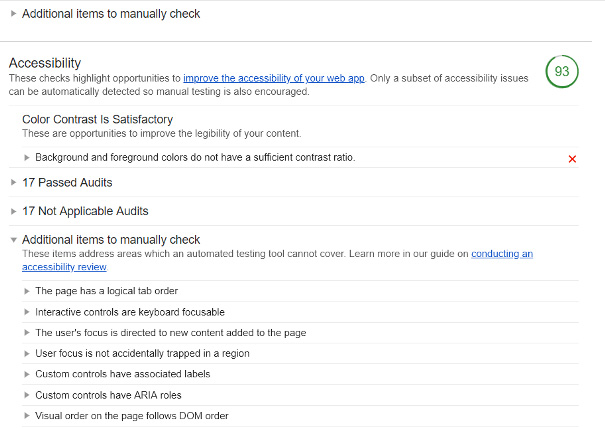 Additional items to manually check
Accessibility
93
These checks highlight opportunities to improve the accessibility of your web app. Only a subset of accessibility issues
can be automatically detected so manual testing is also encouraged.
Color Contrast Is Satisfactory
These are opportunities to improve the legibility of your content.
Background and foreground colors do not have a sufficient contrast ratio.
17 Passed Audits
17 Not Applicable Audits
Additional items to manually check
These items address areas which an automated testing tool cannot cover. Learn more in our guide on conducting an
accessibility review.
The page has a logical tab order
Interactive controls are keyboard focusable
The user's focus is directed to new content added to the page
User focus is not accidentally trapped in a region
Custom controls have associated labels
Custom controls have ARIA roles
Visual order on the page follows DOM order